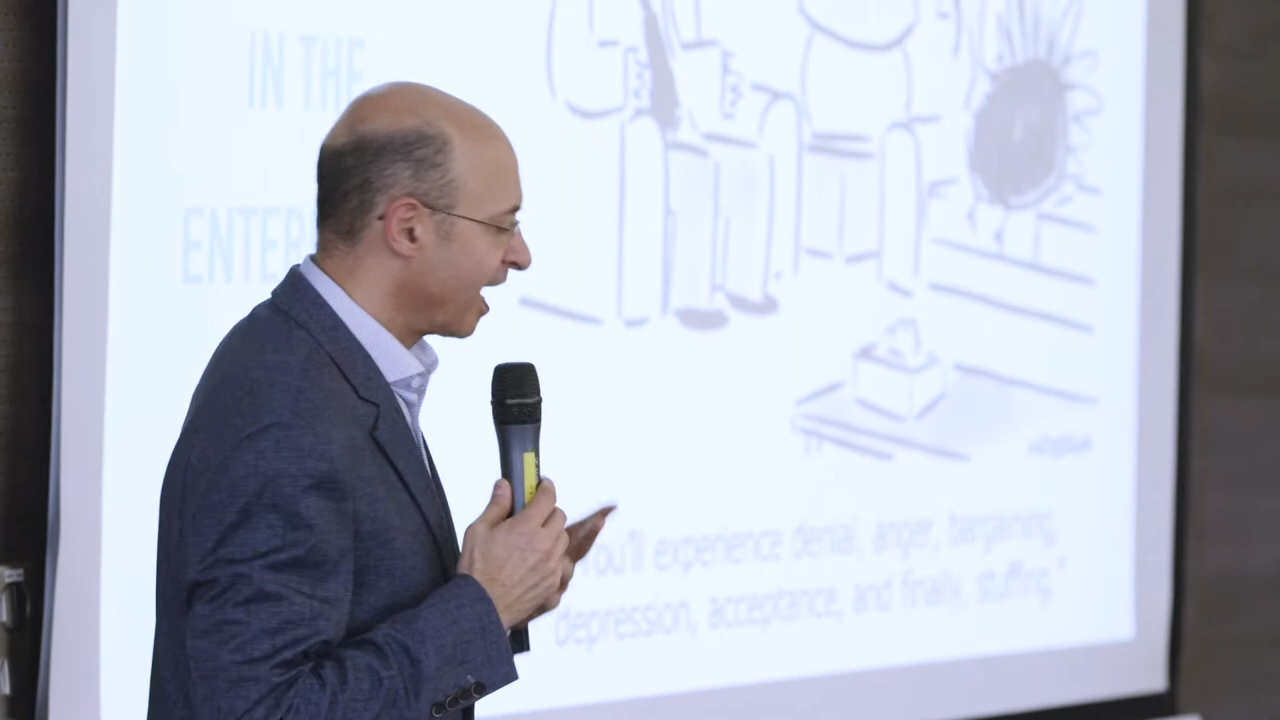 IN THE
ENTER
you'll experience denial, anger, bargaining,
depression, acceptance, and finally, stuffing."